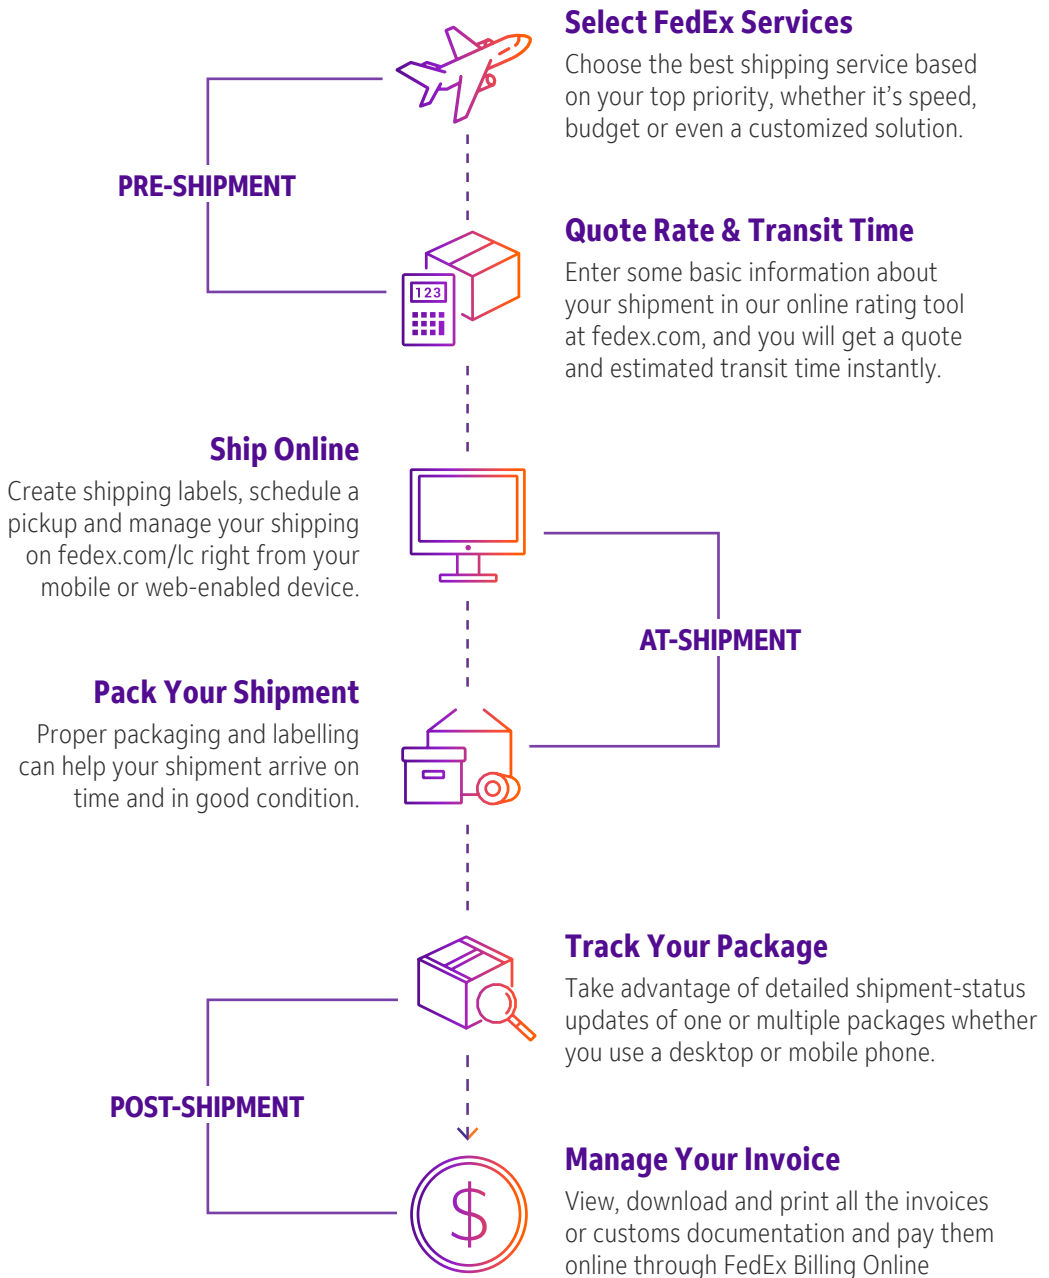 Select FedEx Services
Choose the best shipping service based
on your top priority, whether it’s speed,
budget or even a customized solution.
PRE-SHIPMENT
Quote Rate & Transit Time
Enter some basic information about
your shipment in our online rating tool
at fedex.com, and you will get a quote
and estimated transit time instantly.
123
Ship Online
Create shipping labels, schedule a
pickup and manage your shipping
on fedex.com/lc right from your
mobile or web-enabled device.
AT-SHIPMENT
Pack Your Shipment
Proper packaging and labelling
can help your shipment arrive on
time and in good condition.
Track Your Package
Take advantage of detailed shipment-status
updates of one or multiple packages whether
you use a desktop or mobile phone.
POST-SHIPMENT
Manage Your Invoice
$
View, download and print all the invoices
or customs documentation and pay them
online through FedEx Billing Online